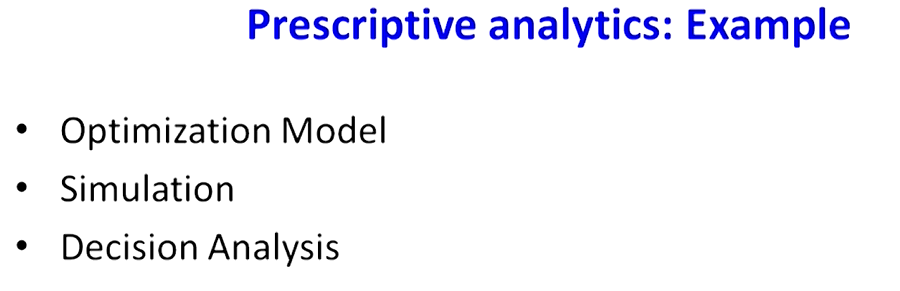 Prescriptive analytics: Example
• Optimization Model
• Simulation
• Decision Analysis